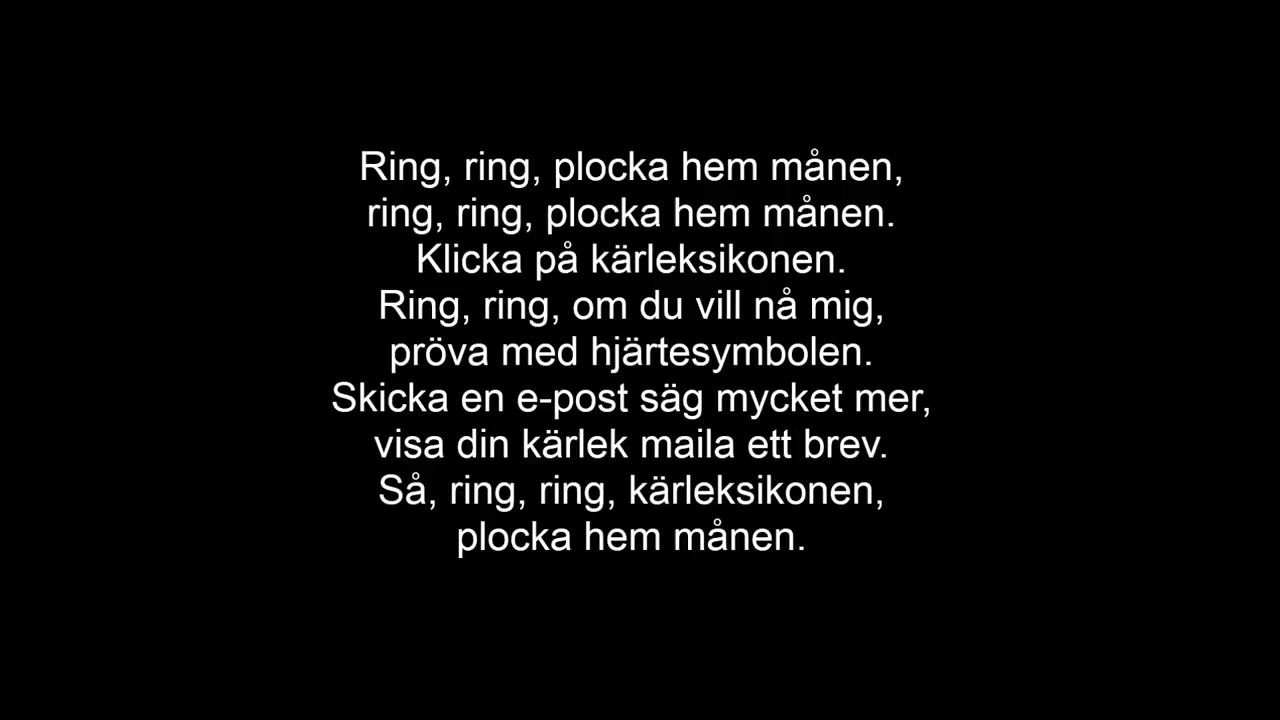 Ring, ring, plocka hem månen,
ring, ring, plocka hem månen.
Klicka på kärleksikonen.
Ring, ring, om du vill nå mig,
pröva med hjärtesymbolen.
Skicka en e-post säg mycket mer,
visa din kärlek maila ett brev.
Så, ring, ring, kärleksikonen,
plocka hem månen.